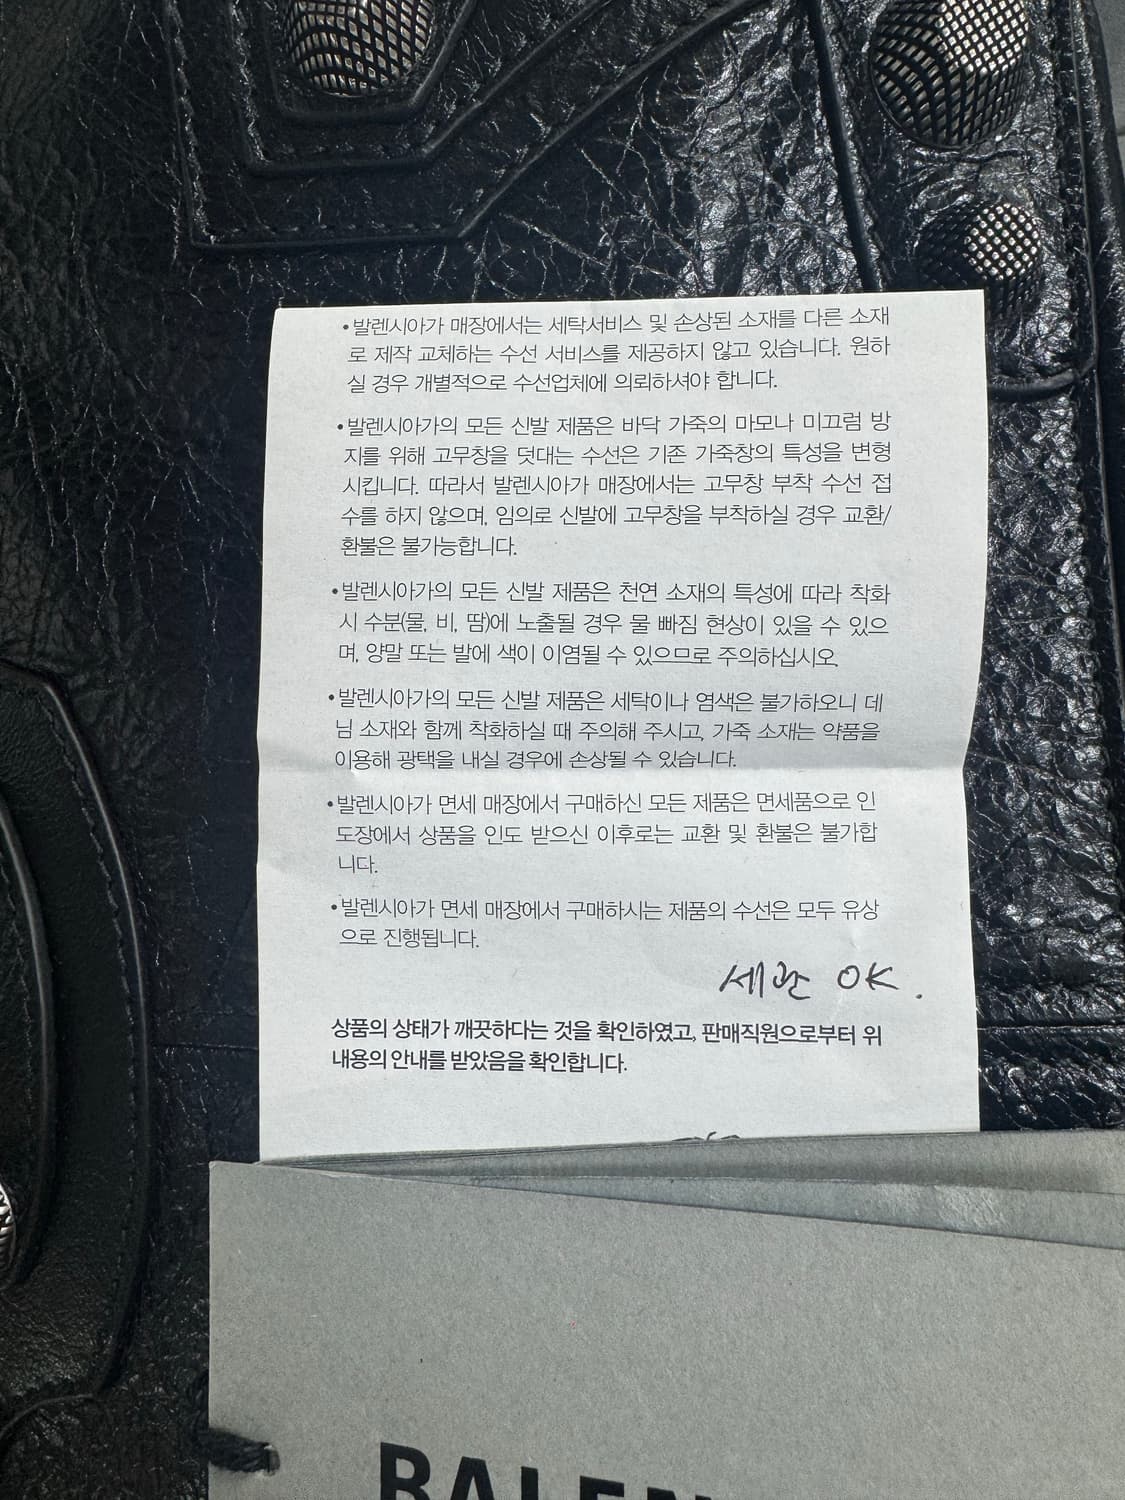 •발렌시아가 매장에서는 세탁서비스 및 손상된 소재를 다른 소재
로 제작 교체하는 수선 서비스를 제공하지 않고 있습니다. 원하
실 경우 개별적으로 수선업체에 의뢰하셔야 합니다.
•발렌시아가의 모든 신발 제품은 바닥 가죽의 마모나 미끄럼 방
지를 위해 고무창을 덧대는 수선은 기존 가죽창의 특성을 변형
시킵니다. 따라서 발렌시아가 매장에서는 고무창 부착 수선 접
수를 하지 않으며, 임의로 신발에 고무창을 부착하실 경우 교환/
환불은 불가능합니다.
•발렌시아가의 모든 신발 제품은 천연 소재의 특성에 따라 착화
시 수분(물, 비, 땀)에 노출될 경우 물 빠짐 현상이 있을 수 있으
며, 양말 또는 발에 색이 이염될 수 있으므로 주의하십시오.
•발렌시아가의 모든 신발 제품은 세탁이나 염색은 불가하오니 데
님 소재와 함께 착화하실 때 주의해 주시고, 가죽 소재는 약품을
이용해 광택을 내실 경우에 손상될 수 있습니다.
•발렌시아가 면세 매장에서 구매하신 모든 제품은 면세품으로 인
도장에서 상품을 인도 받으신 이후로는 교환 및 환불은 불가합
니다.
•발렌시아가 면세 매장에서 구매하시는 제품의 수선은 모두 유상
으로 진행됩니다.
세관 OK.
상품의 상태가 깨끗하다는 것을 확인하였고, 판매직원으로부터 위
내용의 안내를 받았음을 확인합니다.
BALEN